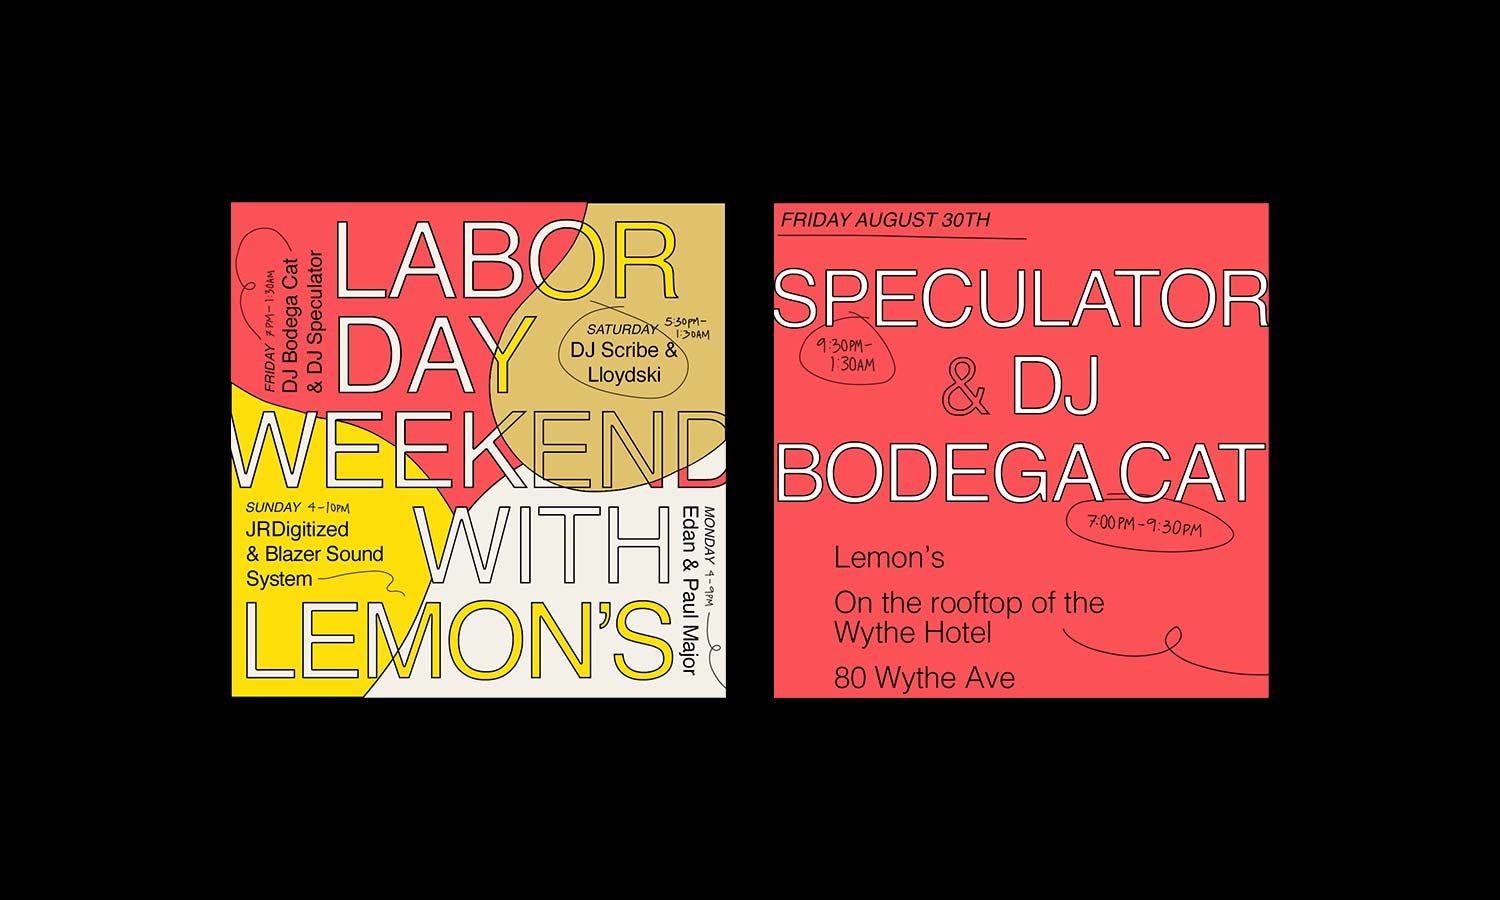 LABOR
DAY
WEEKEND
WITH
LEMON'S
FRIDAY 7PM-1:30AM
DJ Bodega Cat
& DJ Speculator
SATURDAY 5:30PM-
1:30AM
DJ Scribe &
Lloydski
SUNDAY 4-10PM
JRDigitized
& Blazer Sound
System
MONDAY 4-9PM
Edan & Paul Major
FRIDAY AUGUST 30TH
SPECULATOR
9:30PM-
1:30AM
& DJ
BODEGA CAT
7:00PM-9:30PM
Lemon's
On the rooftop of the
Wythe Hotel
80 Wythe Ave